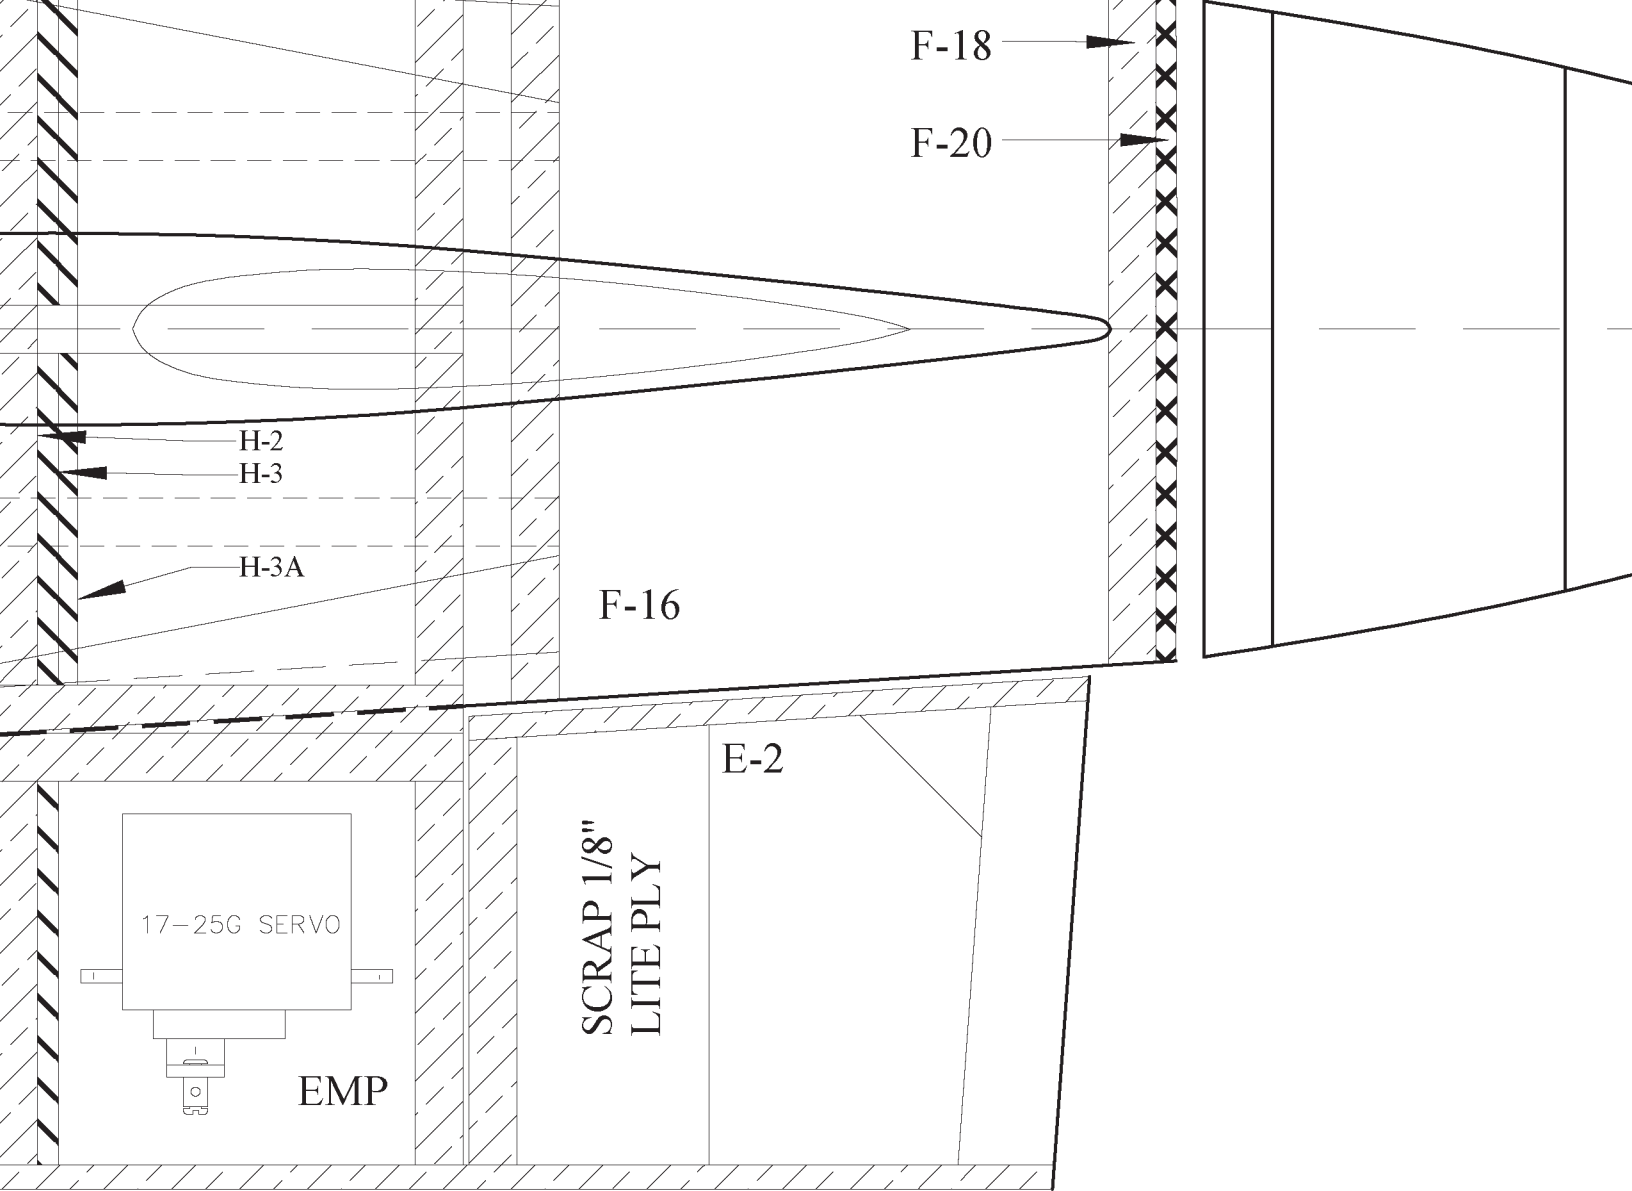 F-18
F-20
H-2
H-3
H-3A
F-16
E-2
SCRAP 1/8"
LITE PLY
17-25G SERVO
EMP